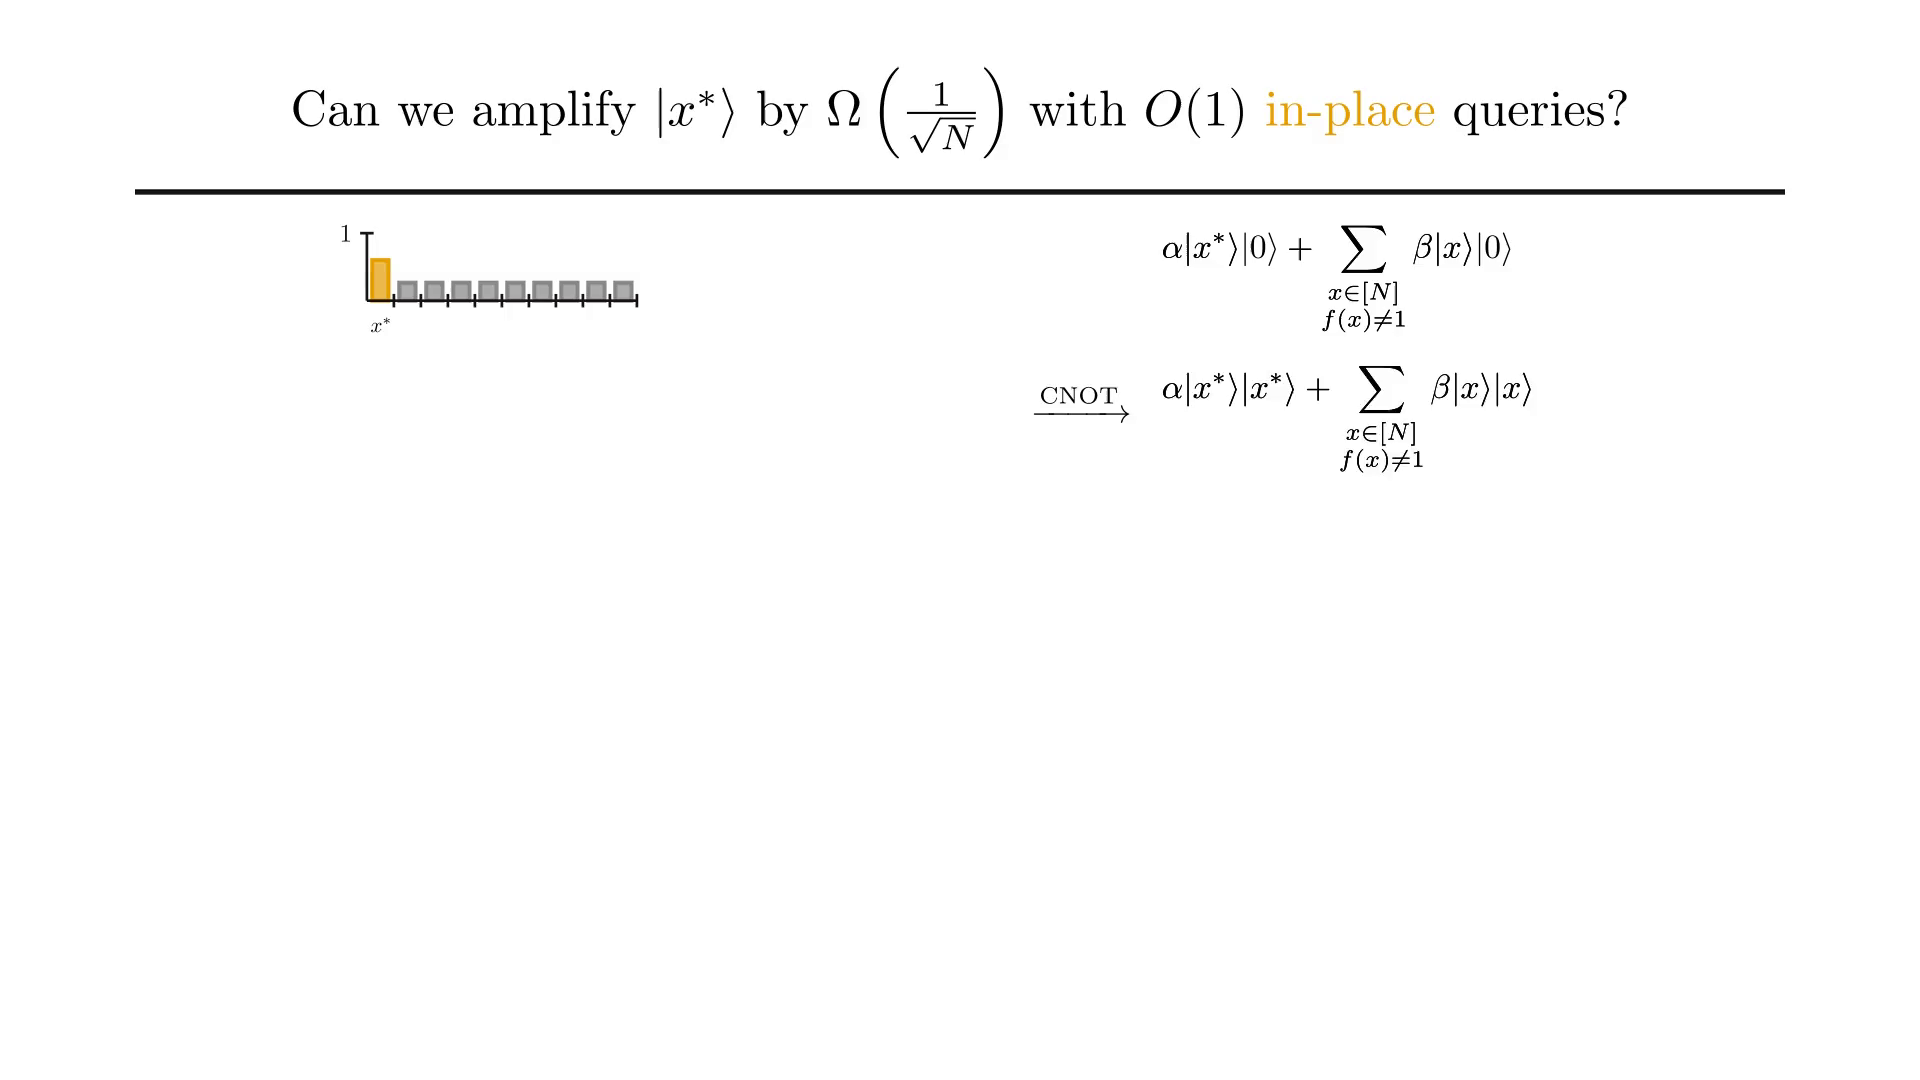 Can we amplify |x*⟩ by Ω(1/√N) with O(1) in-place queries?
1
x*
α|x*⟩|0⟩ + ∑ β|x⟩|0⟩
x∈[N]
f(x)≠1
CNOT
α|x*⟩|x*⟩ + ∑ β|x⟩|x⟩
x∈[N]
f(x)≠1